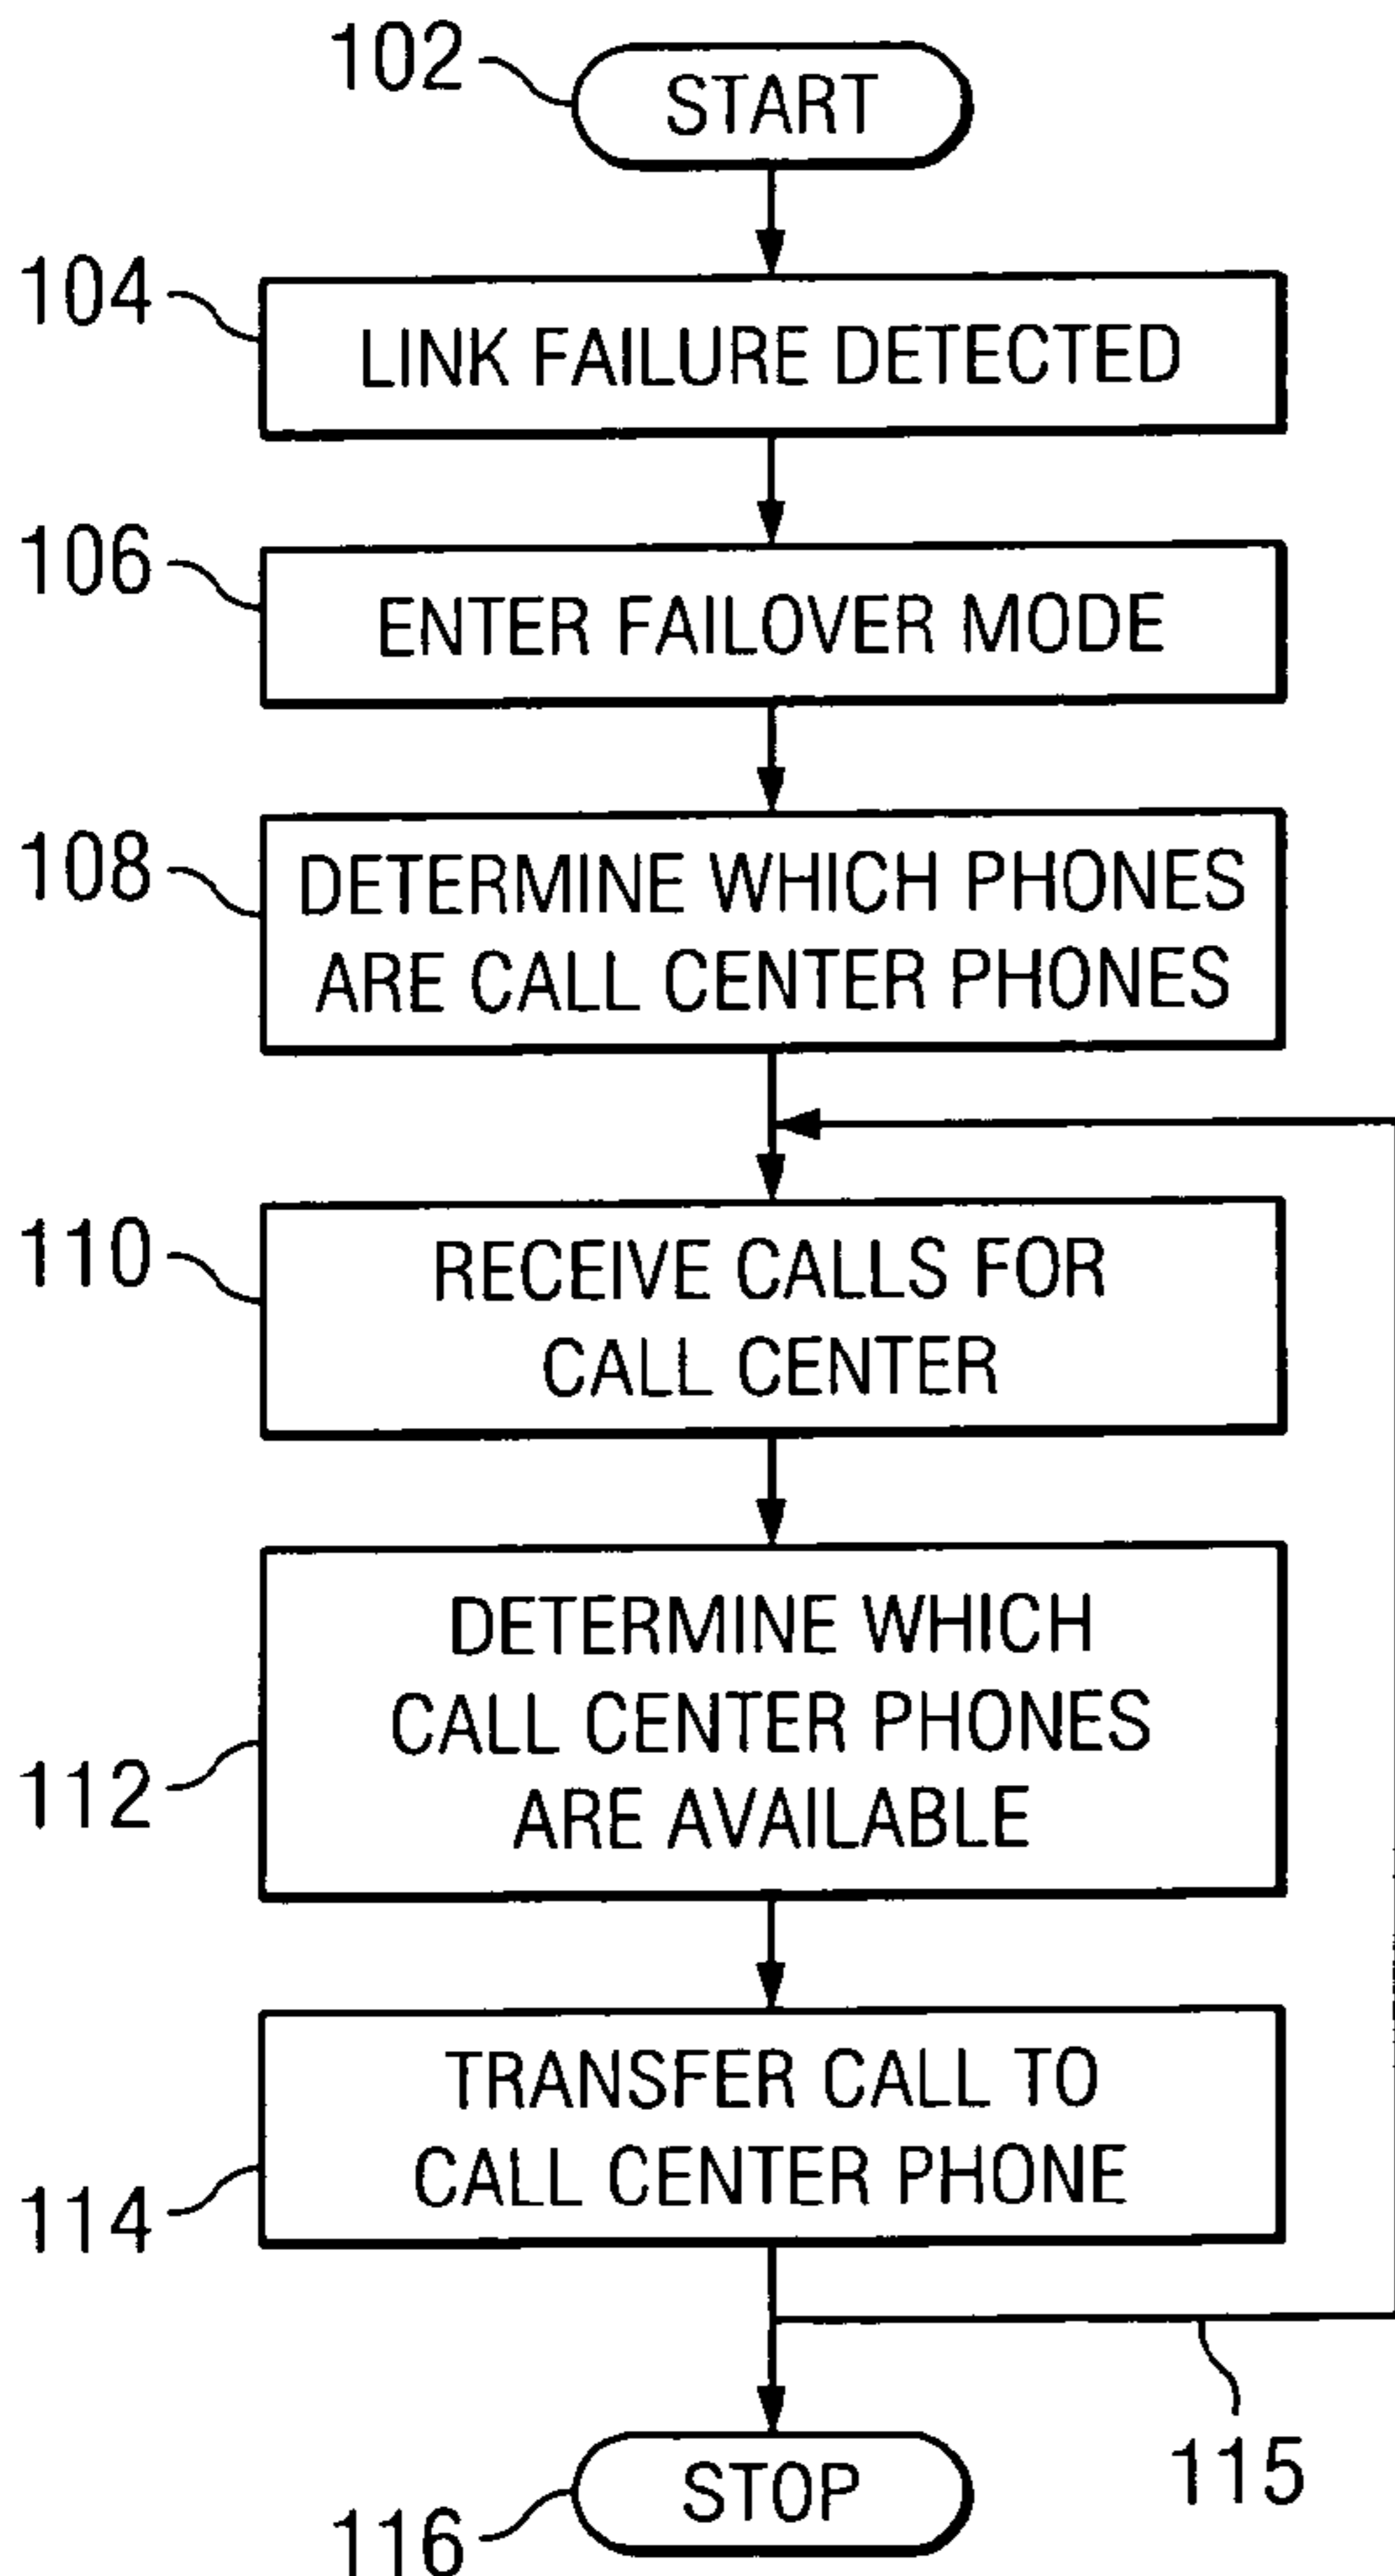 102
START
104
LINK FAILURE DETECTED
106
ENTER FAILOVER MODE
108
DETERMINE WHICH PHONES
ARE CALL CENTER PHONES
110
RECEIVE CALLS FOR
CALL CENTER
112
DETERMINE WHICH
CALL CENTER PHONES
ARE AVAILABLE
114
TRANSFER CALL TO
CALL CENTER PHONE
115
116
STOP